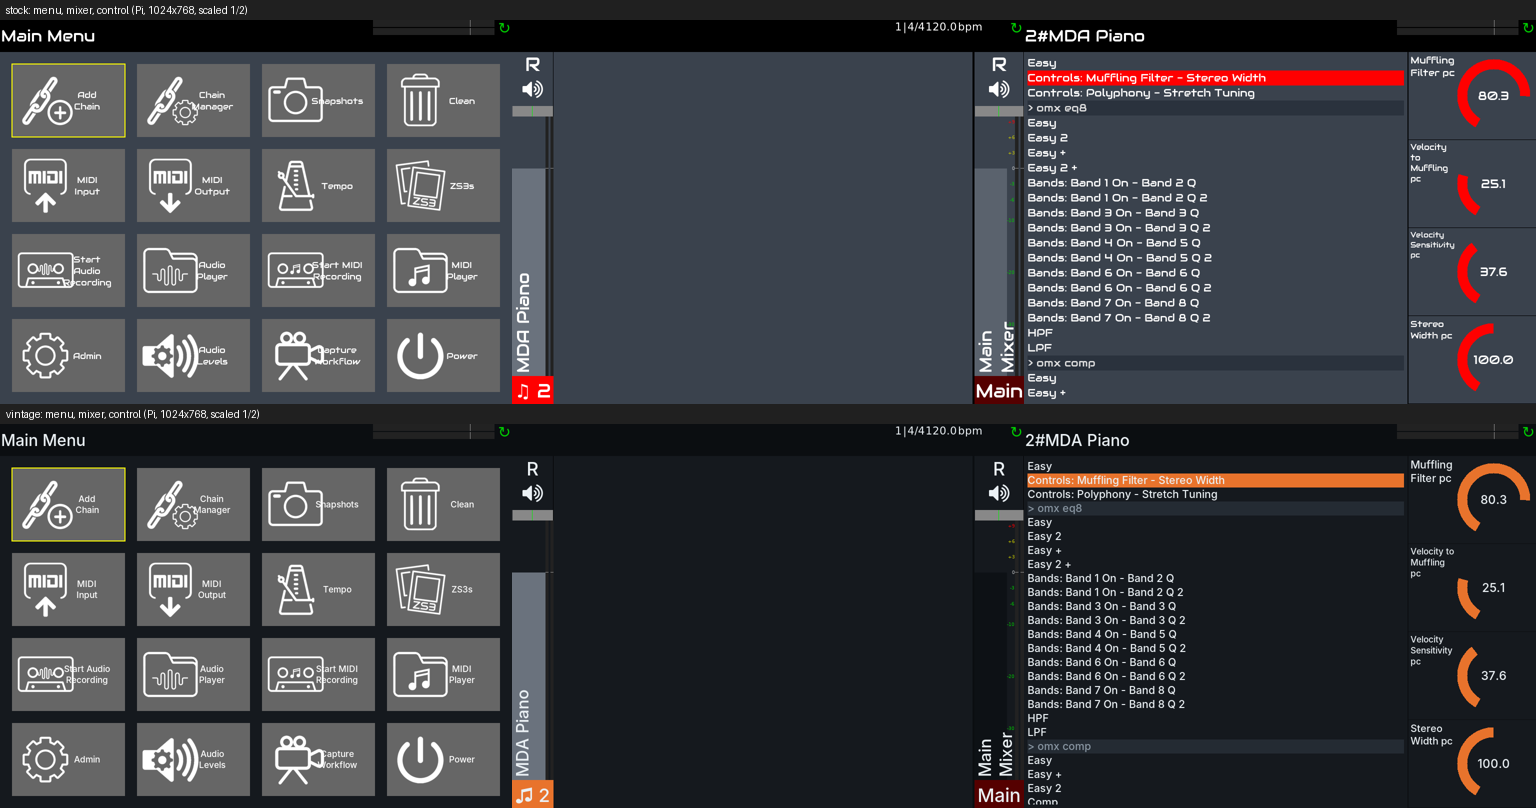 stock: menu, mixer, control (Pi, 1024x768, scaled 1/2)
Main Menu
Add
Chain
Chain
Manager
Snapshots
Clean
MIDI
MIDI
Input
MIDI
MIDI
Output
Tempo
ZS3
ZS3s
Start
Audio
Recording
Audio
Player
Start MIDI
Recording
MIDI
Player
Admin
Audio
Levels
Capture
Workflow
Power
1|4/4120.0bpm
R
MDA Piano
2
R
Main
Mixer
Main
2#MDA Piano
Easy
Controls: Muffling Filter - Stereo Width
Controls: Polyphony - Stretch Tuning
> omx eq8
Easy
Easy 2
Easy +
Easy 2 +
Bands: Band 1 On - Band 2 Q
Bands: Band 1 On - Band 2 Q 2
Bands: Band 3 On - Band 3 Q
Bands: Band 3 On - Band 3 Q 2
Bands: Band 4 On - Band 5 Q
Bands: Band 4 On - Band 5 Q 2
Bands: Band 6 On - Band 6 Q
Bands: Band 6 On - Band 6 Q 2
Bands: Band 7 On - Band 8 Q
Bands: Band 7 On - Band 8 Q 2
HPF
LPF
> omx comp
Easy
Easy +
Muffling
Filter pc
80.3
Velocity
to
Muffling
pc
25.1
Velocity
Sensitivity
pc
37.6
Stereo
Width pc
100.0
vintage: menu, mixer, control (Pi, 1024x768, scaled 1/2)
Main Menu
Add
Chain
Chain
Manager
Snapshots
Clean
MIDI
MIDI
Input
MIDI
MIDI
Output
Tempo
ZS3
ZS3s
Start Audio
Recording
Audio
Player
Start MIDI
Recording
MIDI
Player
Admin
Audio
Levels
Capture
Workflow
Power
1|4/4120.0bpm
R
MDA Piano
2
R
Main
Mixer
Main
2#MDA Piano
Easy
Controls: Muffling Filter - Stereo Width
Controls: Polyphony - Stretch Tuning
> omx eq8
Easy
Easy 2
Easy +
Easy 2 +
Bands: Band 1 On - Band 2 Q
Bands: Band 1 On - Band 2 Q 2
Bands: Band 3 On - Band 3 Q
Bands: Band 3 On - Band 3 Q 2
Bands: Band 4 On - Band 5 Q
Bands: Band 4 On - Band 5 Q 2
Bands: Band 6 On - Band 6 Q
Bands: Band 6 On - Band 6 Q 2
Bands: Band 7 On - Band 8 Q
Bands: Band 7 On - Band 8 Q 2
HPF
LPF
> omx comp
Easy
Easy +
Easy 2
Comp
Muffling
Filter pc
80.3
Velocity to
Muffling
pc
25.1
Velocity
Sensitivity
pc
37.6
Stereo
Width pc
100.0